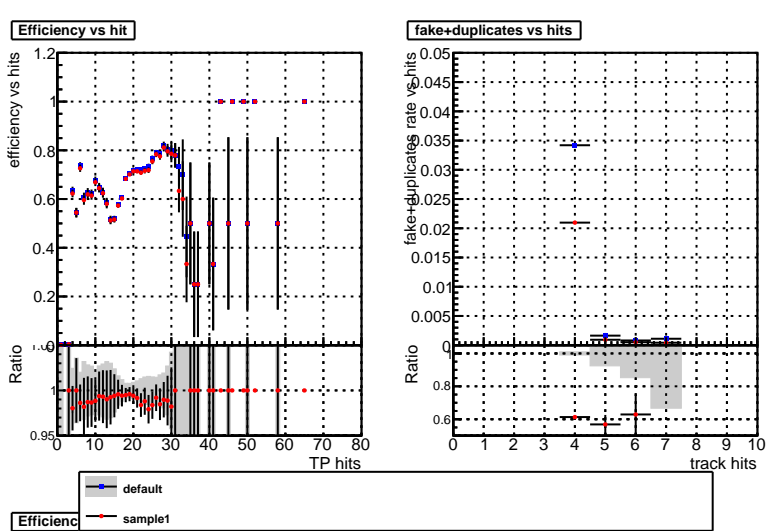 Efficiency vs hit
fake+duplicates vs hits
efficiency vs hits
1.2
1
0.8
0.6
0.4
0.2
Ratio
1
0.95
0 10 20 30 40 50 60 70 80
TP hits
fake+duplicates rate vs hits
0.05
0.045
0.04
0.035
0.03
0.025
0.02
0.015
0.01
0.005
0
Ratio
1
0.8
0.6
0 1 2 3 4 5 6 7 8 9 10
track hits
default
sample1
Efficienc